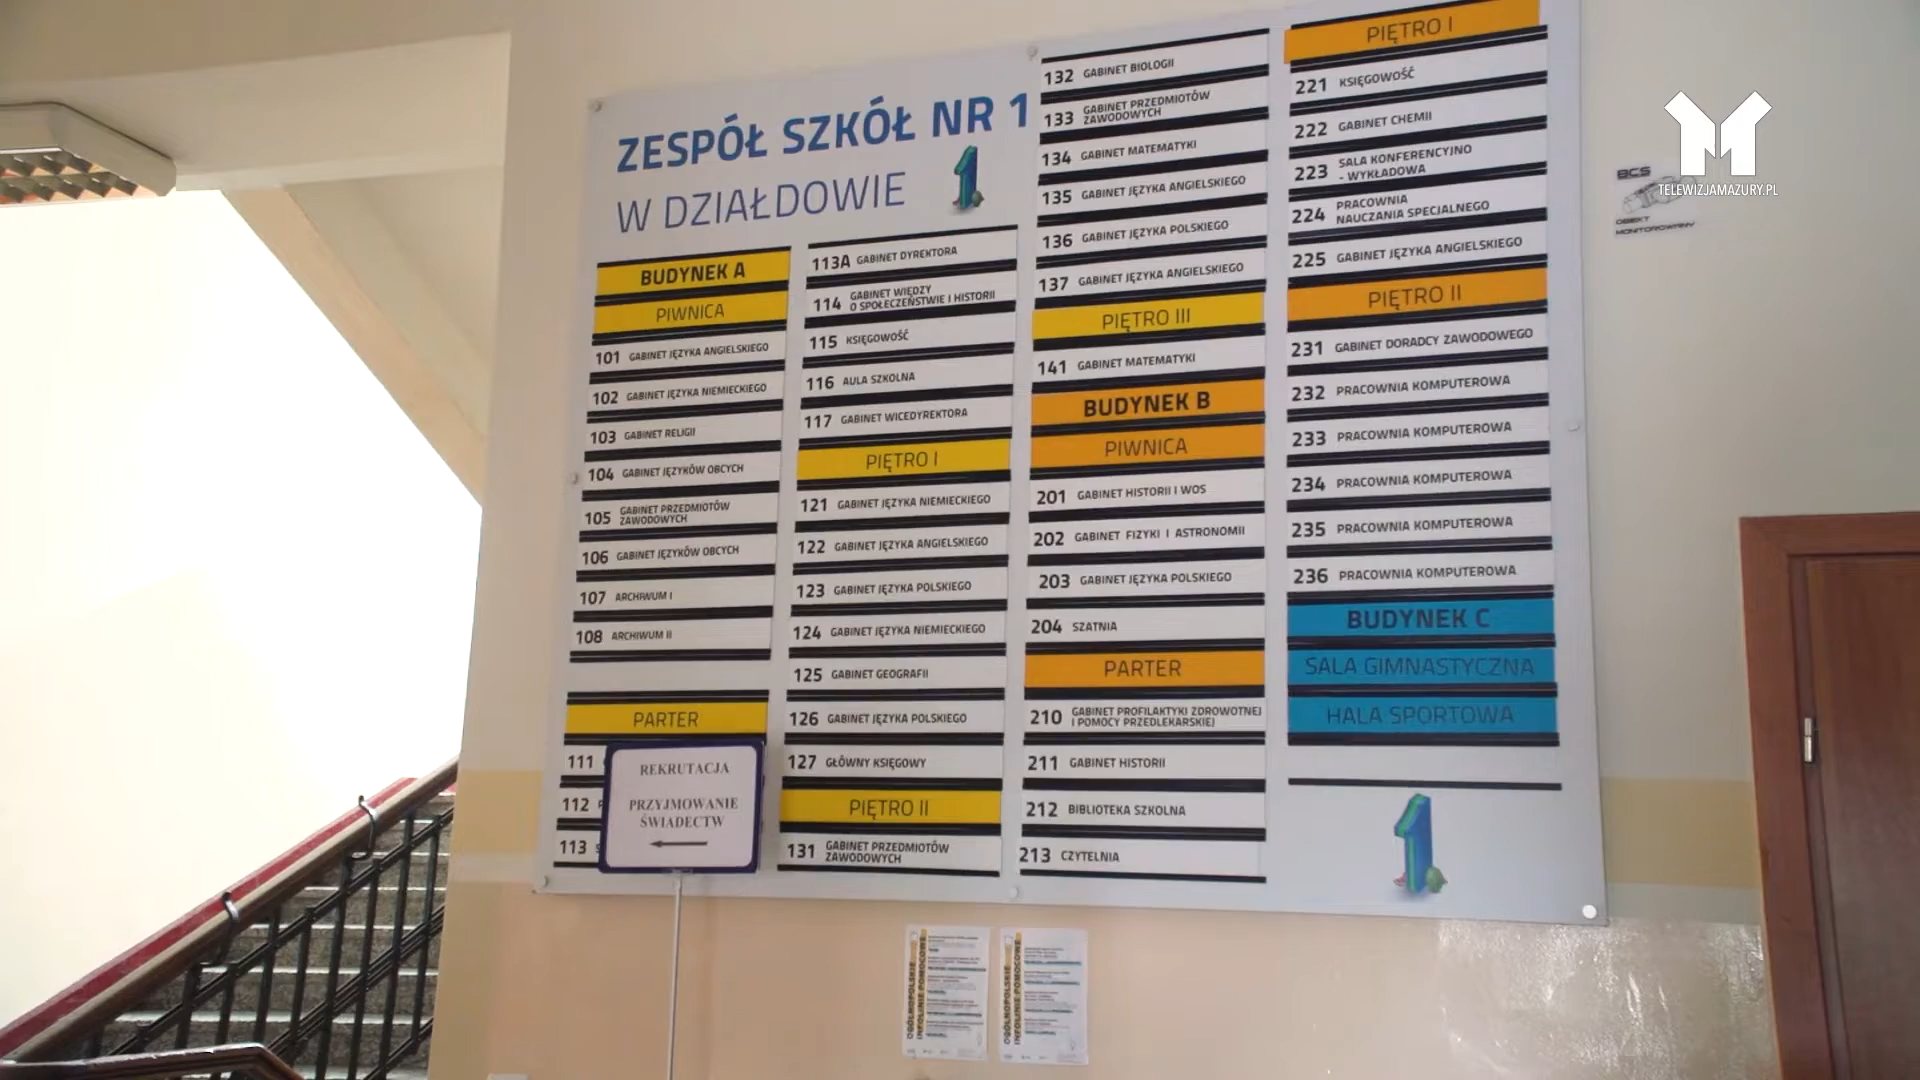 ZESPÓŁ SZKÓŁ NR 1
W DZIAŁDOWIE
BUDYNEK A
PIWNICA
101 GABINET JĘZYKA ANGIELSKIEGO
102 GABINET JĘZYKA NIEMIECKIEGO
103 GABINET RELIGII
104 GABINET JĘZYKÓW OBCYCH
105 GABINET PRZEDMIOTÓW
ZAWODOWYCH
106 GABINET JĘZYKÓW OBCYCH
107 ARCHIWUM I
108 ARCHIWUM II
PARTER
111
112
113
REKRUTACJA
PRZYJMOWANIE
ŚWIADECTW
113A GABINET DYREKTORA
114 GABINET WIEDZY
O SPOŁECZEŃSTWIE I HISTORII
115 KSIĘGOWOŚĆ
116 AULA SZKOLNA
117 GABINET WICEDYREKTORA
PIĘTRO I
121 GABINET JĘZYKA NIEMIECKIEGO
122 GABINET JĘZYKA ANGIELSKIEGO
123 GABINET JĘZYKA POLSKIEGO
124 GABINET JĘZYKA NIEMIECKIEGO
125 GABINET GEOGRAFII
126 GABINET JĘZYKA POLSKIEGO
127 GŁÓWNY KSIĘGOWY
PIĘTRO II
131 GABINET PRZEDMIOTÓW
ZAWODOWYCH
132 GABINET BIOLOGII
133 GABINET PRZEDMIOTÓW
ZAWODOWYCH
134 GABINET MATEMATYKI
135 GABINET JĘZYKA ANGIELSKIEGO
136 GABINET JĘZYKA POLSKIEGO
137 GABINET JĘZYKA ANGIELSKIEGO
PIĘTRO III
141 GABINET MATEMATYKI
BUDYNEK B
PIWNICA
201 GABINET HISTORII I WOS
202 GABINET FIZYKI I ASTRONOMII
203 GABINET JĘZYKA POLSKIEGO
204 SZATNIA
PARTER
210 GABINET PROFILAKTYKI ZDROWOTNEJ
I POMOCY PRZEDLEKARSKIEJ
211 GABINET HISTORII
212 BIBLIOTEKA SZKOLNA
213 CZYTELNIA
PIĘTRO I
221 KSIĘGOWOŚĆ
222 GABINET CHEMII
223 SALA KONFERENCYJNO
- WYKŁADOWA
224 PRACOWNIA
NAUCZANIA SPECJALNEGO
225 GABINET JĘZYKA ANGIELSKIEGO
PIĘTRO II
231 GABINET DORADCY ZAWODOWEGO
232 PRACOWNIA KOMPUTEROWA
233 PRACOWNIA KOMPUTEROWA
234 PRACOWNIA KOMPUTEROWA
235 PRACOWNIA KOMPUTEROWA
236 PRACOWNIA KOMPUTEROWA
BUDYNEK C
SALA GIMNASTYCZNA
HALA SPORTOWA
BCS
OBIEKT
MONITOROWANY
TELEWIZJAMAZURY.PL
OGÓLNOPOLSKIE
INFOLINIE POMOCOWE
OGÓLNOPOLSKIE
INFOLINIE POMOCOWE